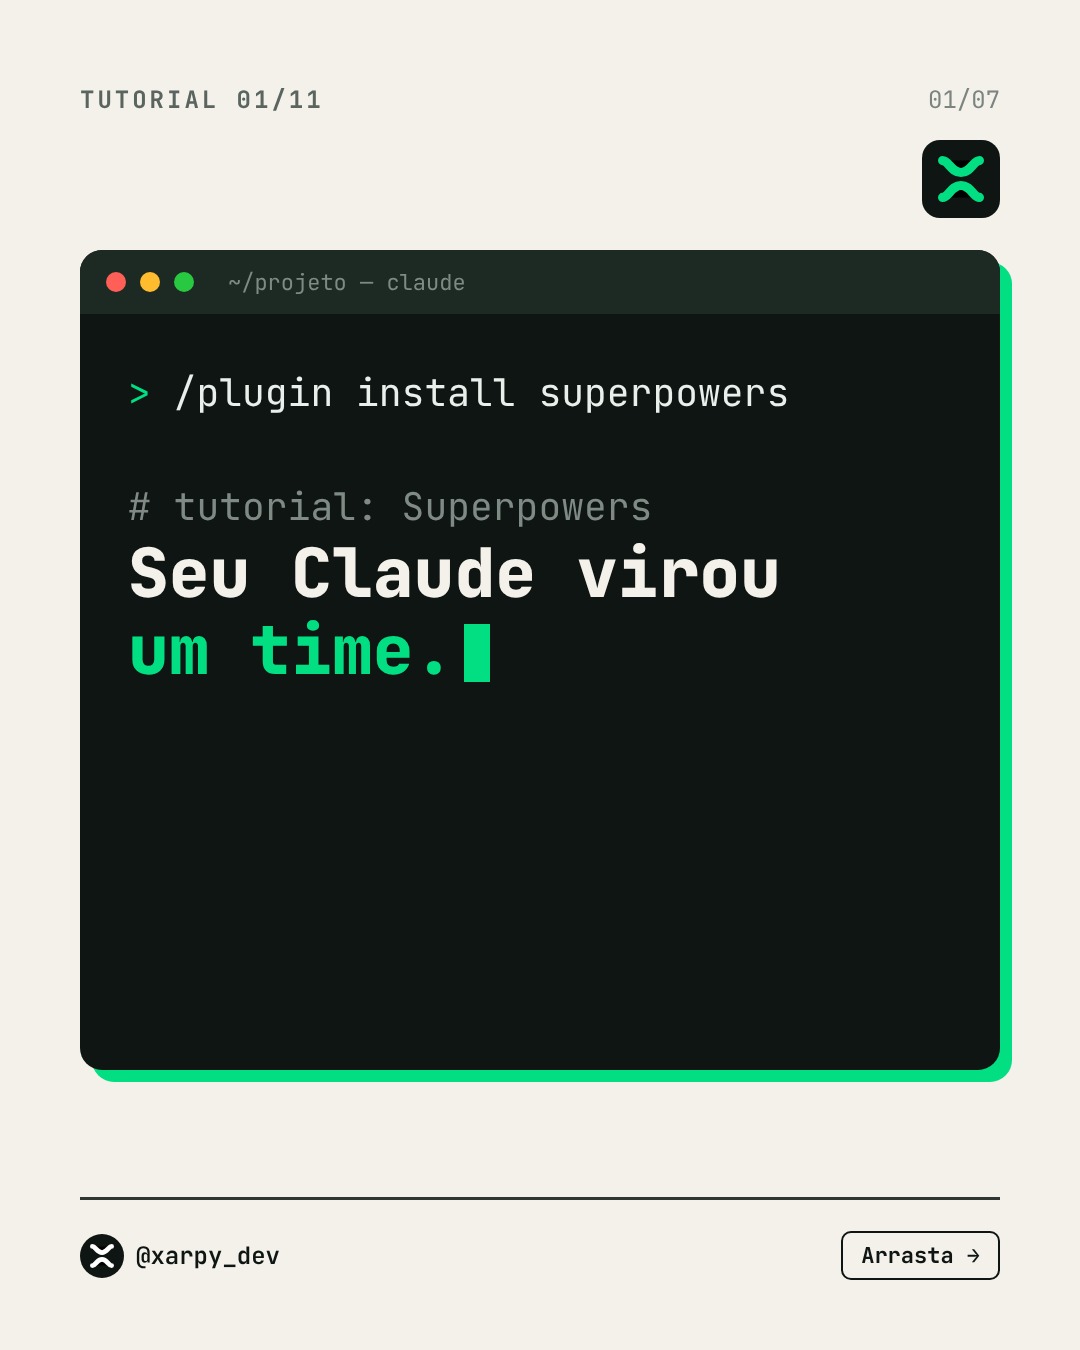 TUTORIAL 01/11
01/07
~/projeto — claude
> /plugin install superpowers
# tutorial: Superpowers
Seu Claude virou
um time.
@xarpy_dev
Arrasta →